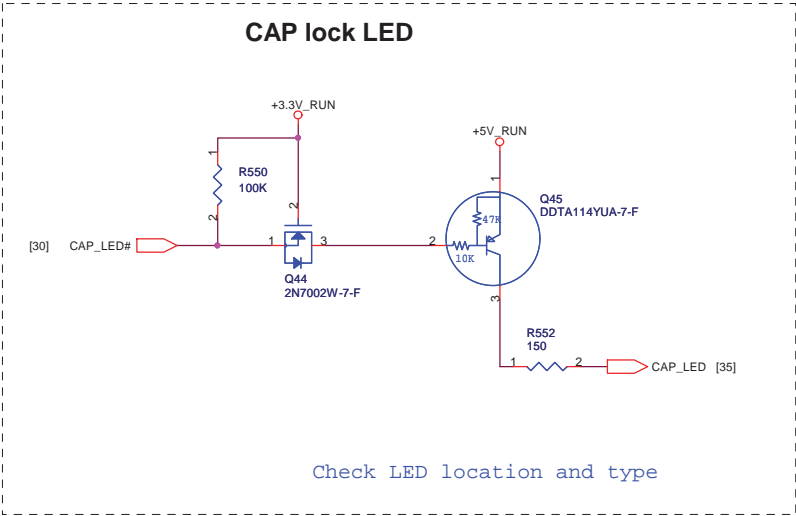 CAP lock LED
+3.3V_RUN
+5V_RUN
1
R550
100K
2
2
1
Q45
DDTA114YUA-7-F
47K
[30] CAP_LED#
1
3
2
10K
Q44
2N7002W-7-F
3
R552
150
1
2
CAP_LED [35]
Check LED location and type